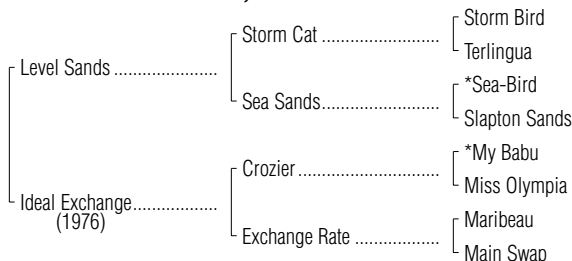 Storm Bird
Storm Cat ..............................
Terlingua
Level Sands .....................
*Sea-Bird
Sea Sands..............................
Slapton Sands
*My Babu
Crozier....................................
Miss Olympia
Ideal Exchange.................
(1976)
Maribeau
Exchange Rate .....................
Main Swap